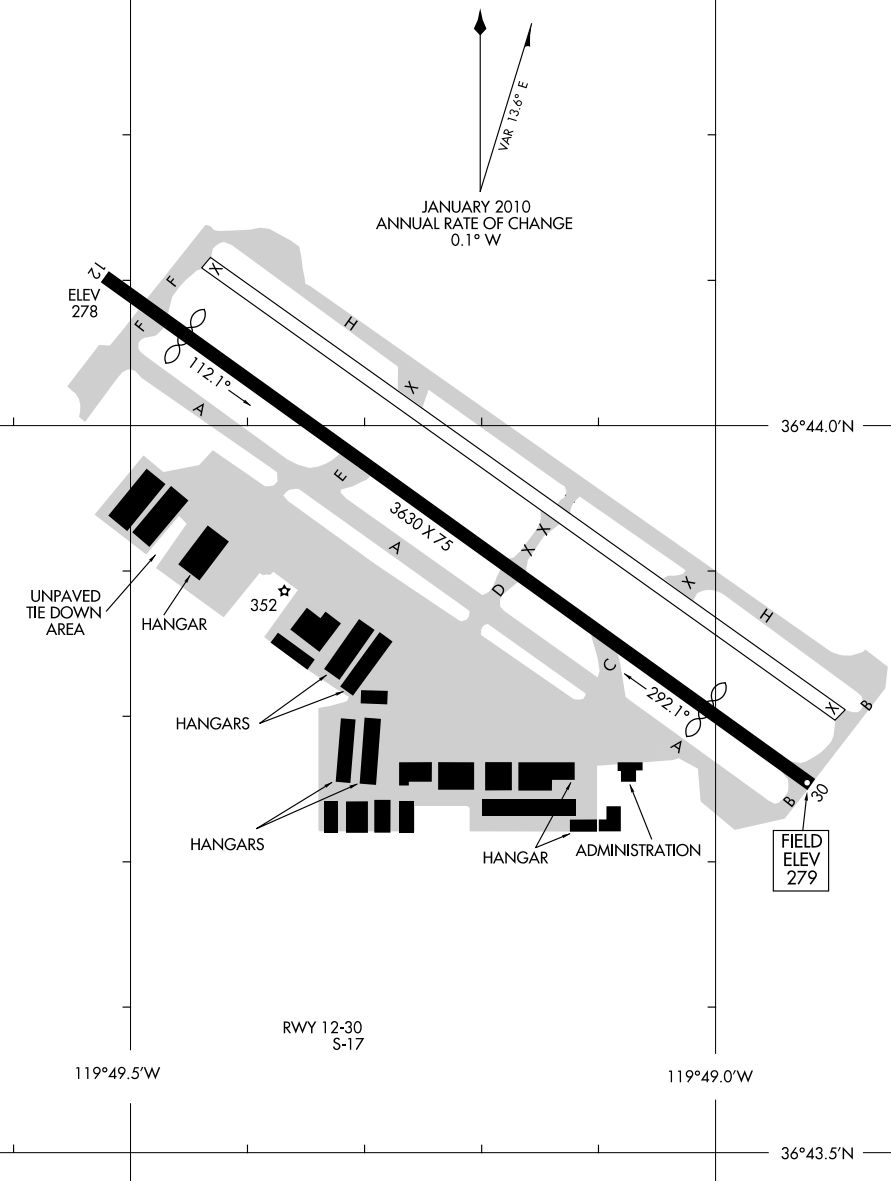 VAR 13.6° E
JANUARY 2010
ANNUAL RATE OF CHANGE
0.1° W
12
ELEV
278
F
F
X
H
112.1°
X
A
36°44.0'N
E
3630 X 75
X
X
A
D
X
H
UNPAVED
TIE DOWN
AREA
HANGAR
352
C
292.1°
X
B
HANGARS
A
B
30
HANGARS
HANGAR
ADMINISTRATION
FIELD
ELEV
279
RWY 12-30
S-17
119°49.5'W
119°49.0'W
36°43.5'N